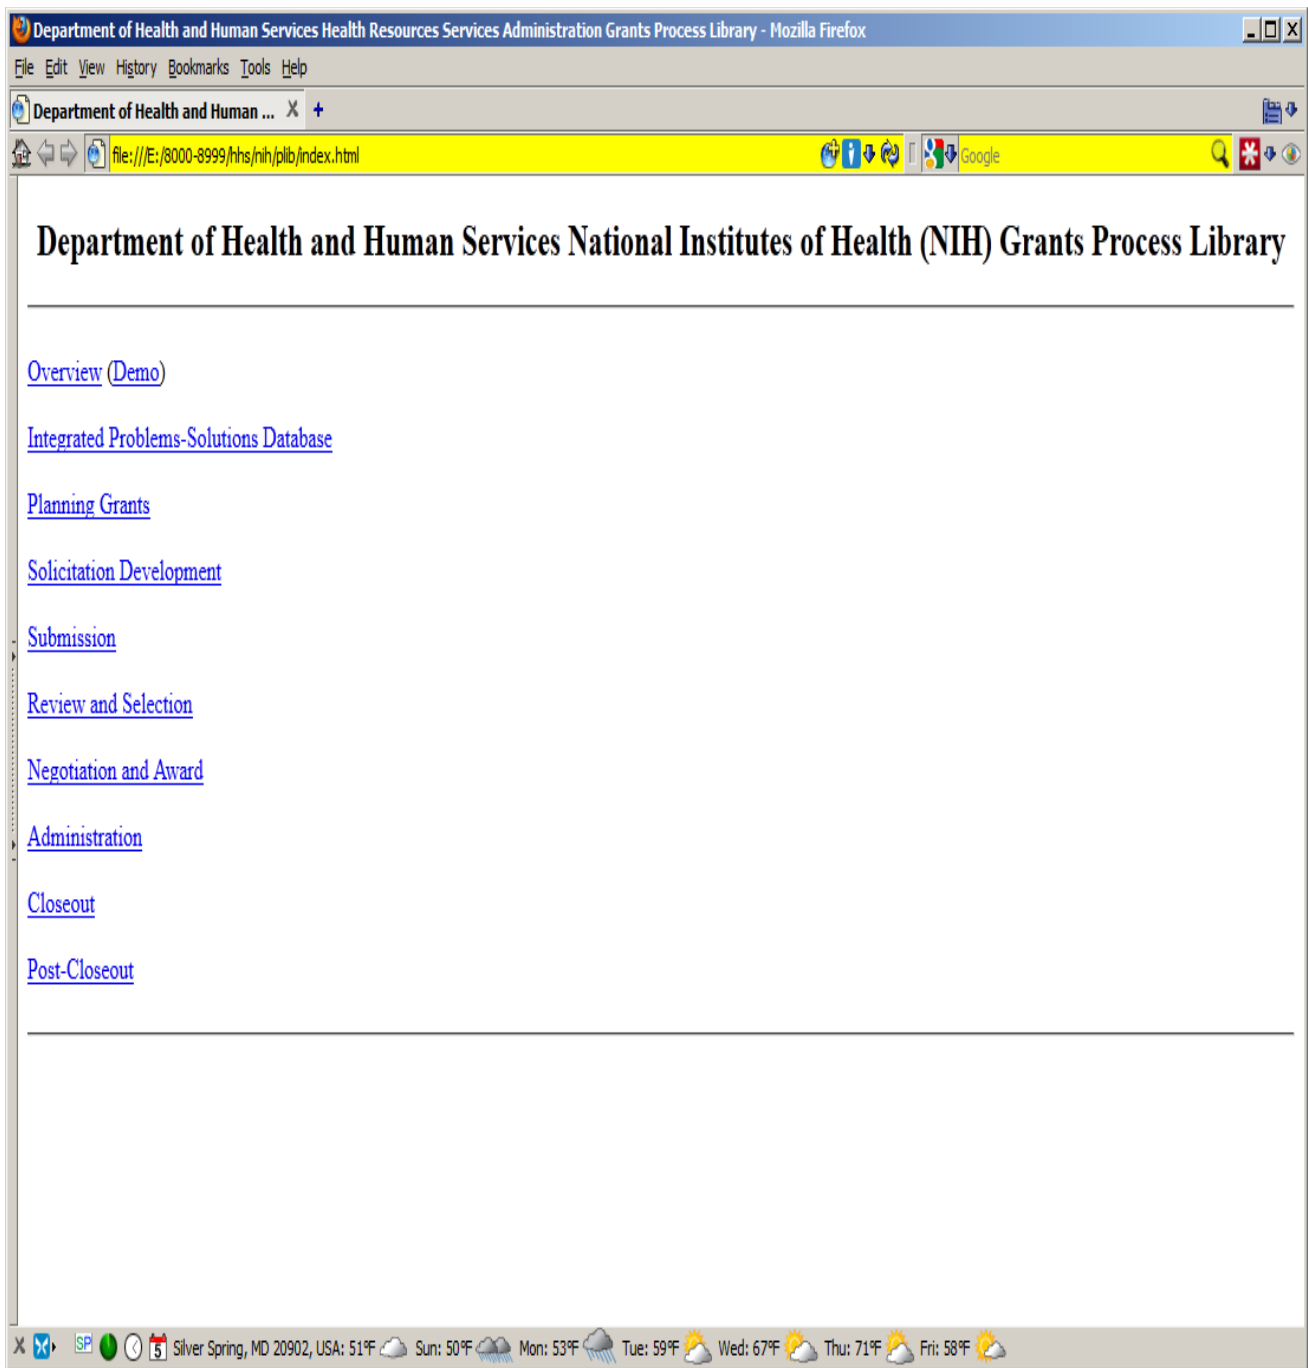 Department of Health and Human Services Health Resources Services Administration Grants Process Library - Mozilla Firefox
File Edit View History Bookmarks Tools Help
Department of Health and Human ... X +
file:///E:/8000-8999/hhs/nih/plib/index.html Google
Department of Health and Human Services National Institutes of Health (NIH) Grants Process Library
Overview (Demo)
Integrated Problems-Solutions Database
Planning Grants
Solicitation Development
Submission
Review and Selection
Negotiation and Award
Administration
Closeout
Post-Closeout
SP 5 Silver Spring, MD 20902, USA: 51°F Sun: 50°F Mon: 53°F Tue: 59°F Wed: 67°F Thu: 71°F Fri: 58°F